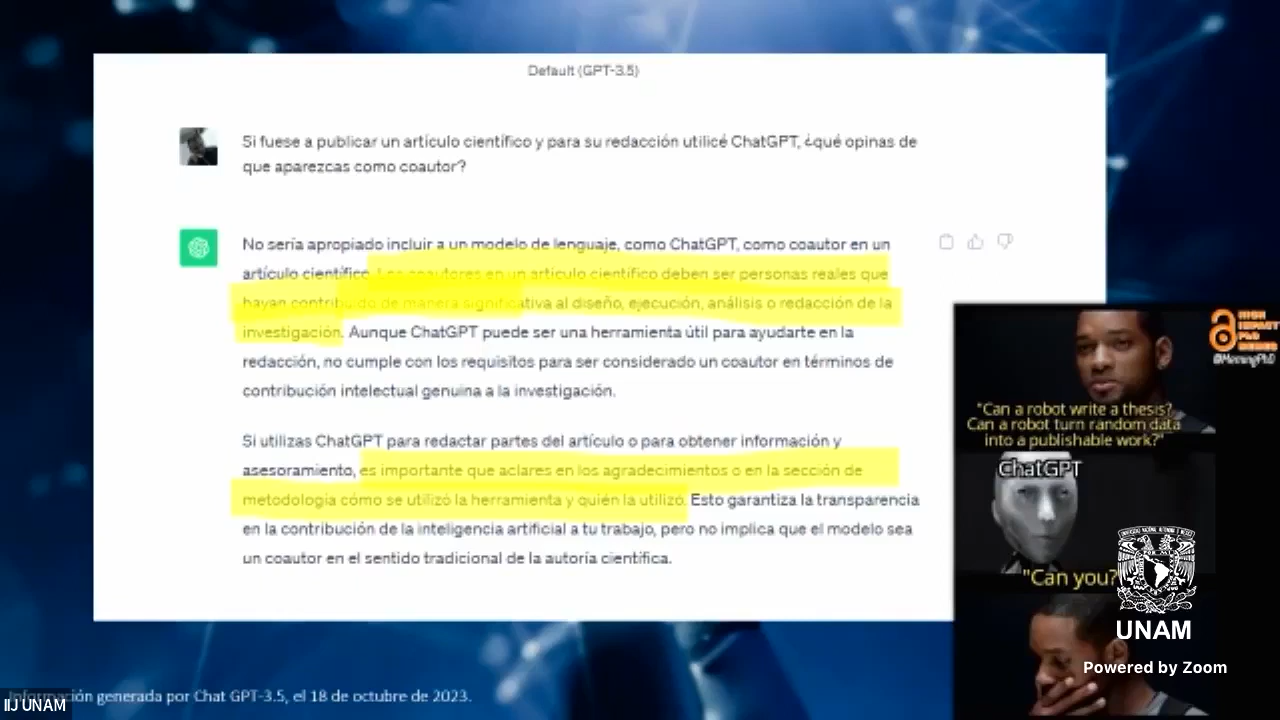 Default (GPT-3.5)
Si fuese a publicar un artículo científico y para su redacción utilicé ChatGPT, ¿qué opinas de
que aparezcas como coautor?
No sería apropiado incluir a un modelo de lenguaje, como ChatGPT, como coautor en un
artículo científico. Los coautores en un artículo científico deben ser personas reales que
hayan contribuido de manera significativa al diseño, ejecución, análisis o redacción de la
investigación. Aunque ChatGPT puede ser una herramienta útil para ayudarte en la
redacción, no cumple con los requisitos para ser considerado un coautor en términos de
contribución intelectual genuina a la investigación.
Si utilizas ChatGPT para redactar partes del artículo o para obtener información y
asesoramiento, es importante que aclares en los agradecimientos o en la sección de
metodología cómo se utilizó la herramienta y quién la utilizó. Esto garantiza la transparencia
en la contribución de la inteligencia artificial a tu trabajo, pero no implica que el modelo sea
un coautor en el sentido tradicional de la autoría científica.
HIGH
IMPACT
PhD
MEMES
@MemingPhD
"Can a robot write a thesis?
Can a robot turn random data
into a publishable work?"
ChatGPT
"Can you?
UNAM
Powered by Zoom
Información generada por Chat GPT-3.5, el 18 de octubre de 2023.
IIJ UNAM